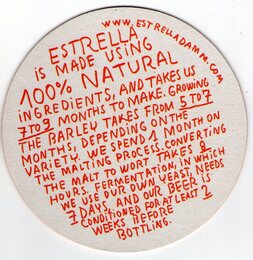 www.ESTRELLADAMM.COM
ESTRELLA
is MADE USING
100% NATURAL
INGREDIENTS, AND TAKES US
7 TO 9 MONTHS TO MAKE. GROWING
THE BARLEY TAKES FROM 5 TO 7
MONTHS, DEPENDING ON THE
VARIETY. WE SPEND 1 MONTH ON
THE MALTING PROCESS. CONVERTING
THE MALT TO WORT TAKES 8
HOURS. FERMENTATION, IN WHICH
WE USE OUR OWN YEAST, NEEDS
7 DAYS, AND OUR BEER IS
CONDITIONED FOR AT LEAST 2
WEEKS BEFORE
BOTTLING.